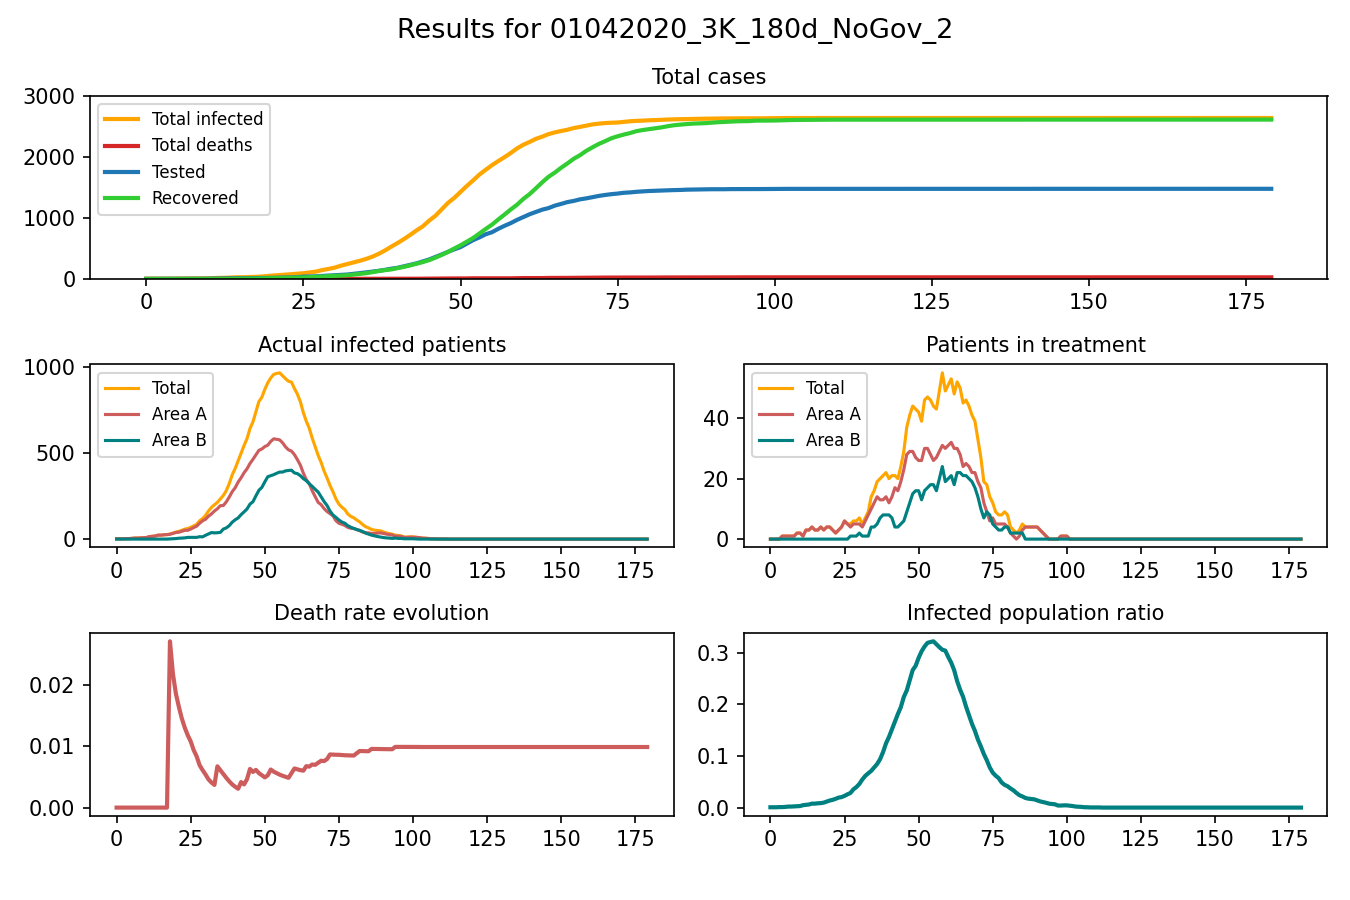 Results for 01042020_3K_180d_NoGov_2
Total cases
3000
2000
1000
0
Total infected
Total deaths
Tested
Recovered
0 25 50 75 100 125 150 175
Actual infected patients
1000
500
0
Total
Area A
Area B
0 25 50 75 100 125 150 175
Patients in treatment
40
20
0
Total
Area A
Area B
0 25 50 75 100 125 150 175
Death rate evolution
0.02
0.01
0.00
0 25 50 75 100 125 150 175
Infected population ratio
0.3
0.2
0.1
0.0
0 25 50 75 100 125 150 175